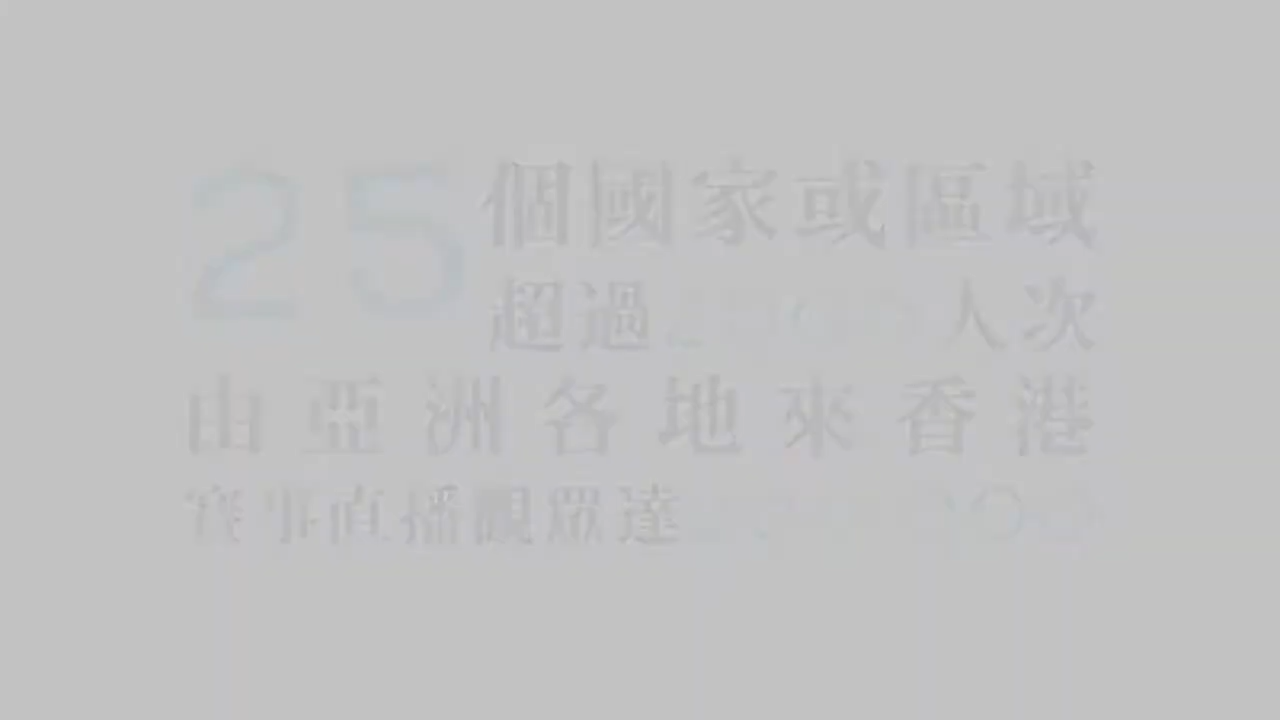 25個國家或區域
超過 人次
由亞洲各地來香港
賽事直播觀眾達